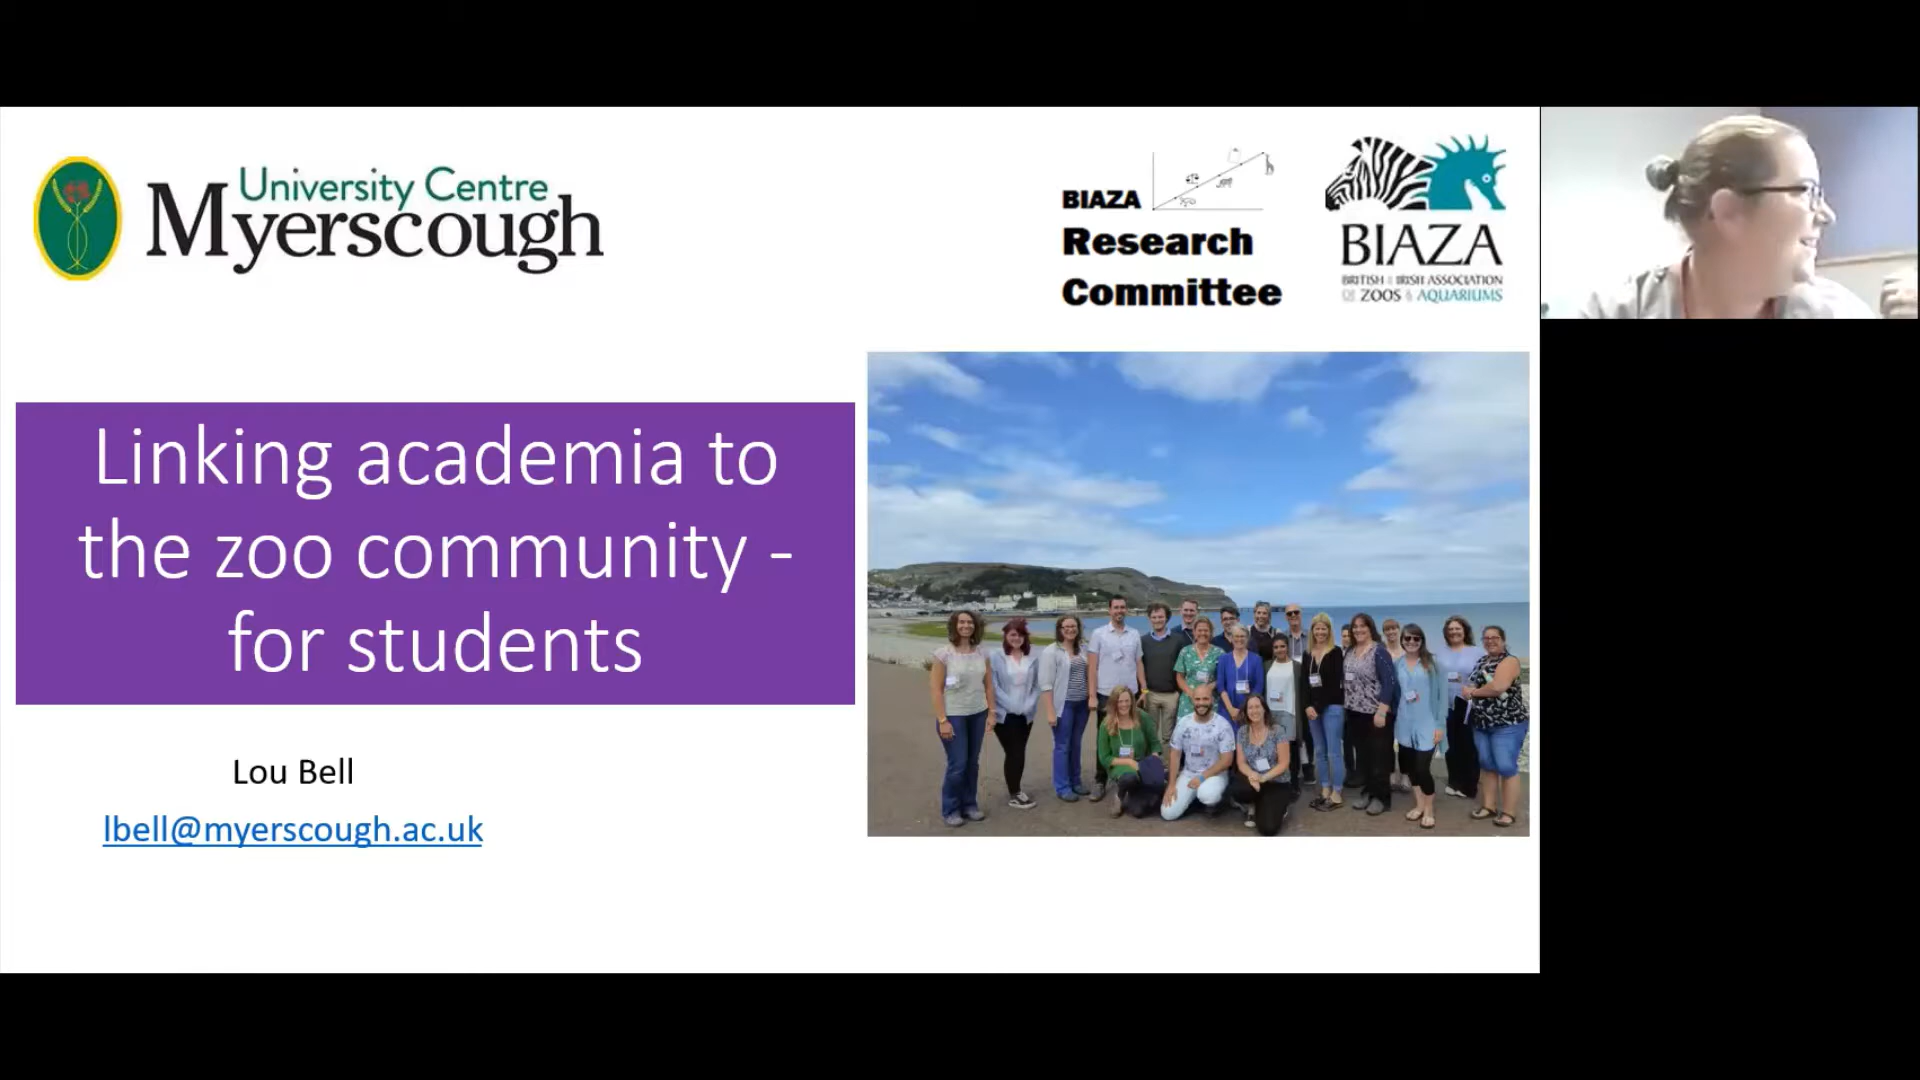 University Centre
Myerscough
BIAZA
Research
Committee
BIAZA
BRITISH & IRISH ASSOCIATION
OF ZOOS & AQUARIUMS
Linking academia to
the zoo community -
for students
Lou Bell
lbell@myerscough.ac.uk